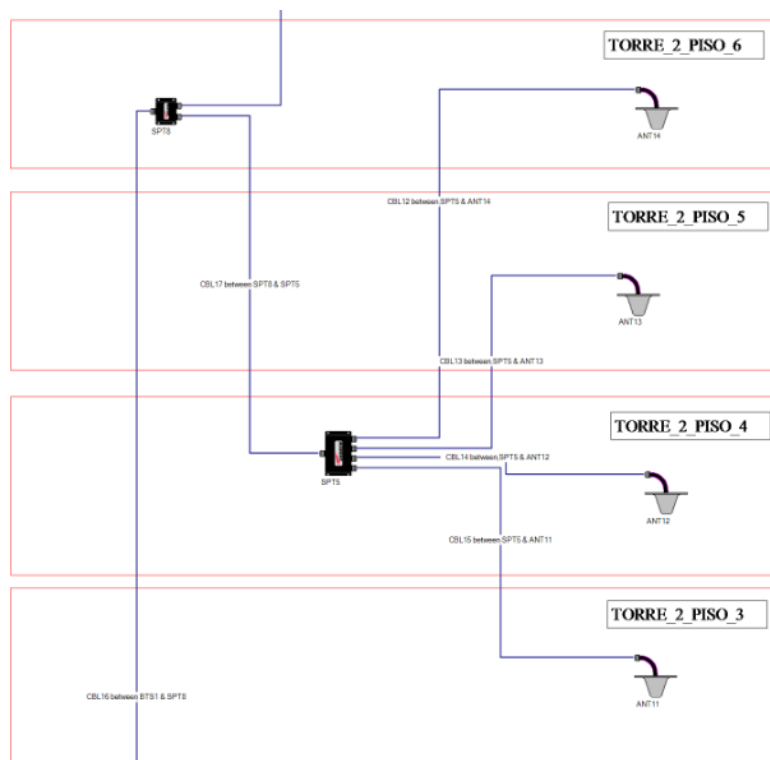 TORRE_2_PISO_6
SPT8
ANT14
CBL12 between SPT5 & ANT14
TORRE_2_PISO_5
CBL17 between SPT8 & SPT5
ANT13
CBL13 between SPT5 & ANT13
TORRE_2_PISO_4
CBL14 between SPT5 & ANT12
SPT5
ANT12
CBL15 between SPT5 & ANT11
TORRE_2_PISO_3
CBL16 between BTS1 & SPT8
ANT11